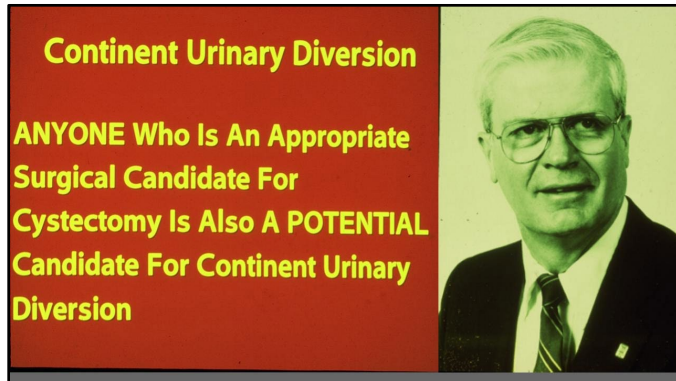 Continent Urinary Diversion
ANYONE Who Is An Appropriate
Surgical Candidate For
Cystectomy Is Also A POTENTIAL
Candidate For Continent Urinary
Diversion